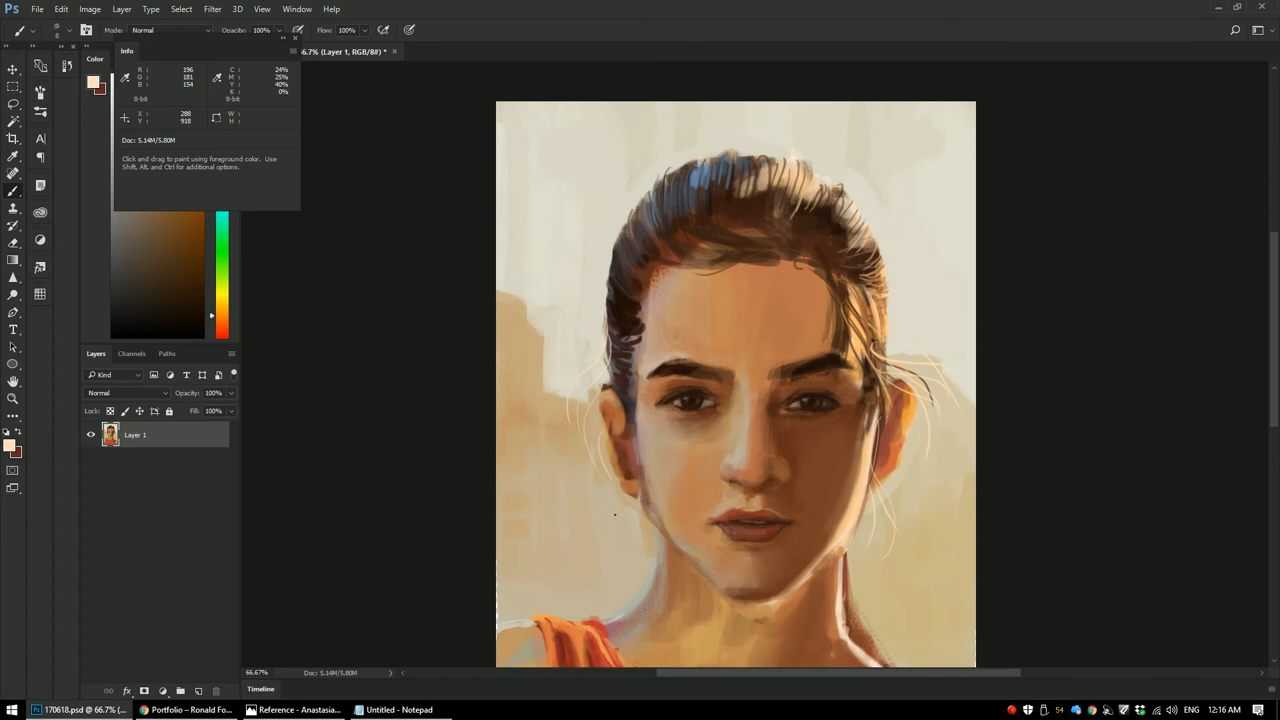 Ps File Edit Image Layer Type Select Filter 3D View Window Help
8 Mode: Normal Opacity: 100% Flow: 100%
Color Info 6.7% (Layer 1, RGB/8#) * ×
R : 196 C : 24%
G : 181 M : 25%
B : 154 Y : 40%
K : 0%
8-bit 8-bit
X : 288 W :
Y : 918 H :
Doc: 5.14M/5.80M
Click and drag to paint using foreground color. Use
Shift, Alt, and Ctrl for additional options.
Layers Channels Paths
Kind
Normal Opacity: 100%
Lock: Fill: 100%
Layer 1
66.67% Doc: 5.14M/5.80M
Timeline
170618.psd @ 66.7% (... Portfolio – Ronald Fo... Reference - Anastasia... Untitled - Notepad 54 ENG 12:16 AM